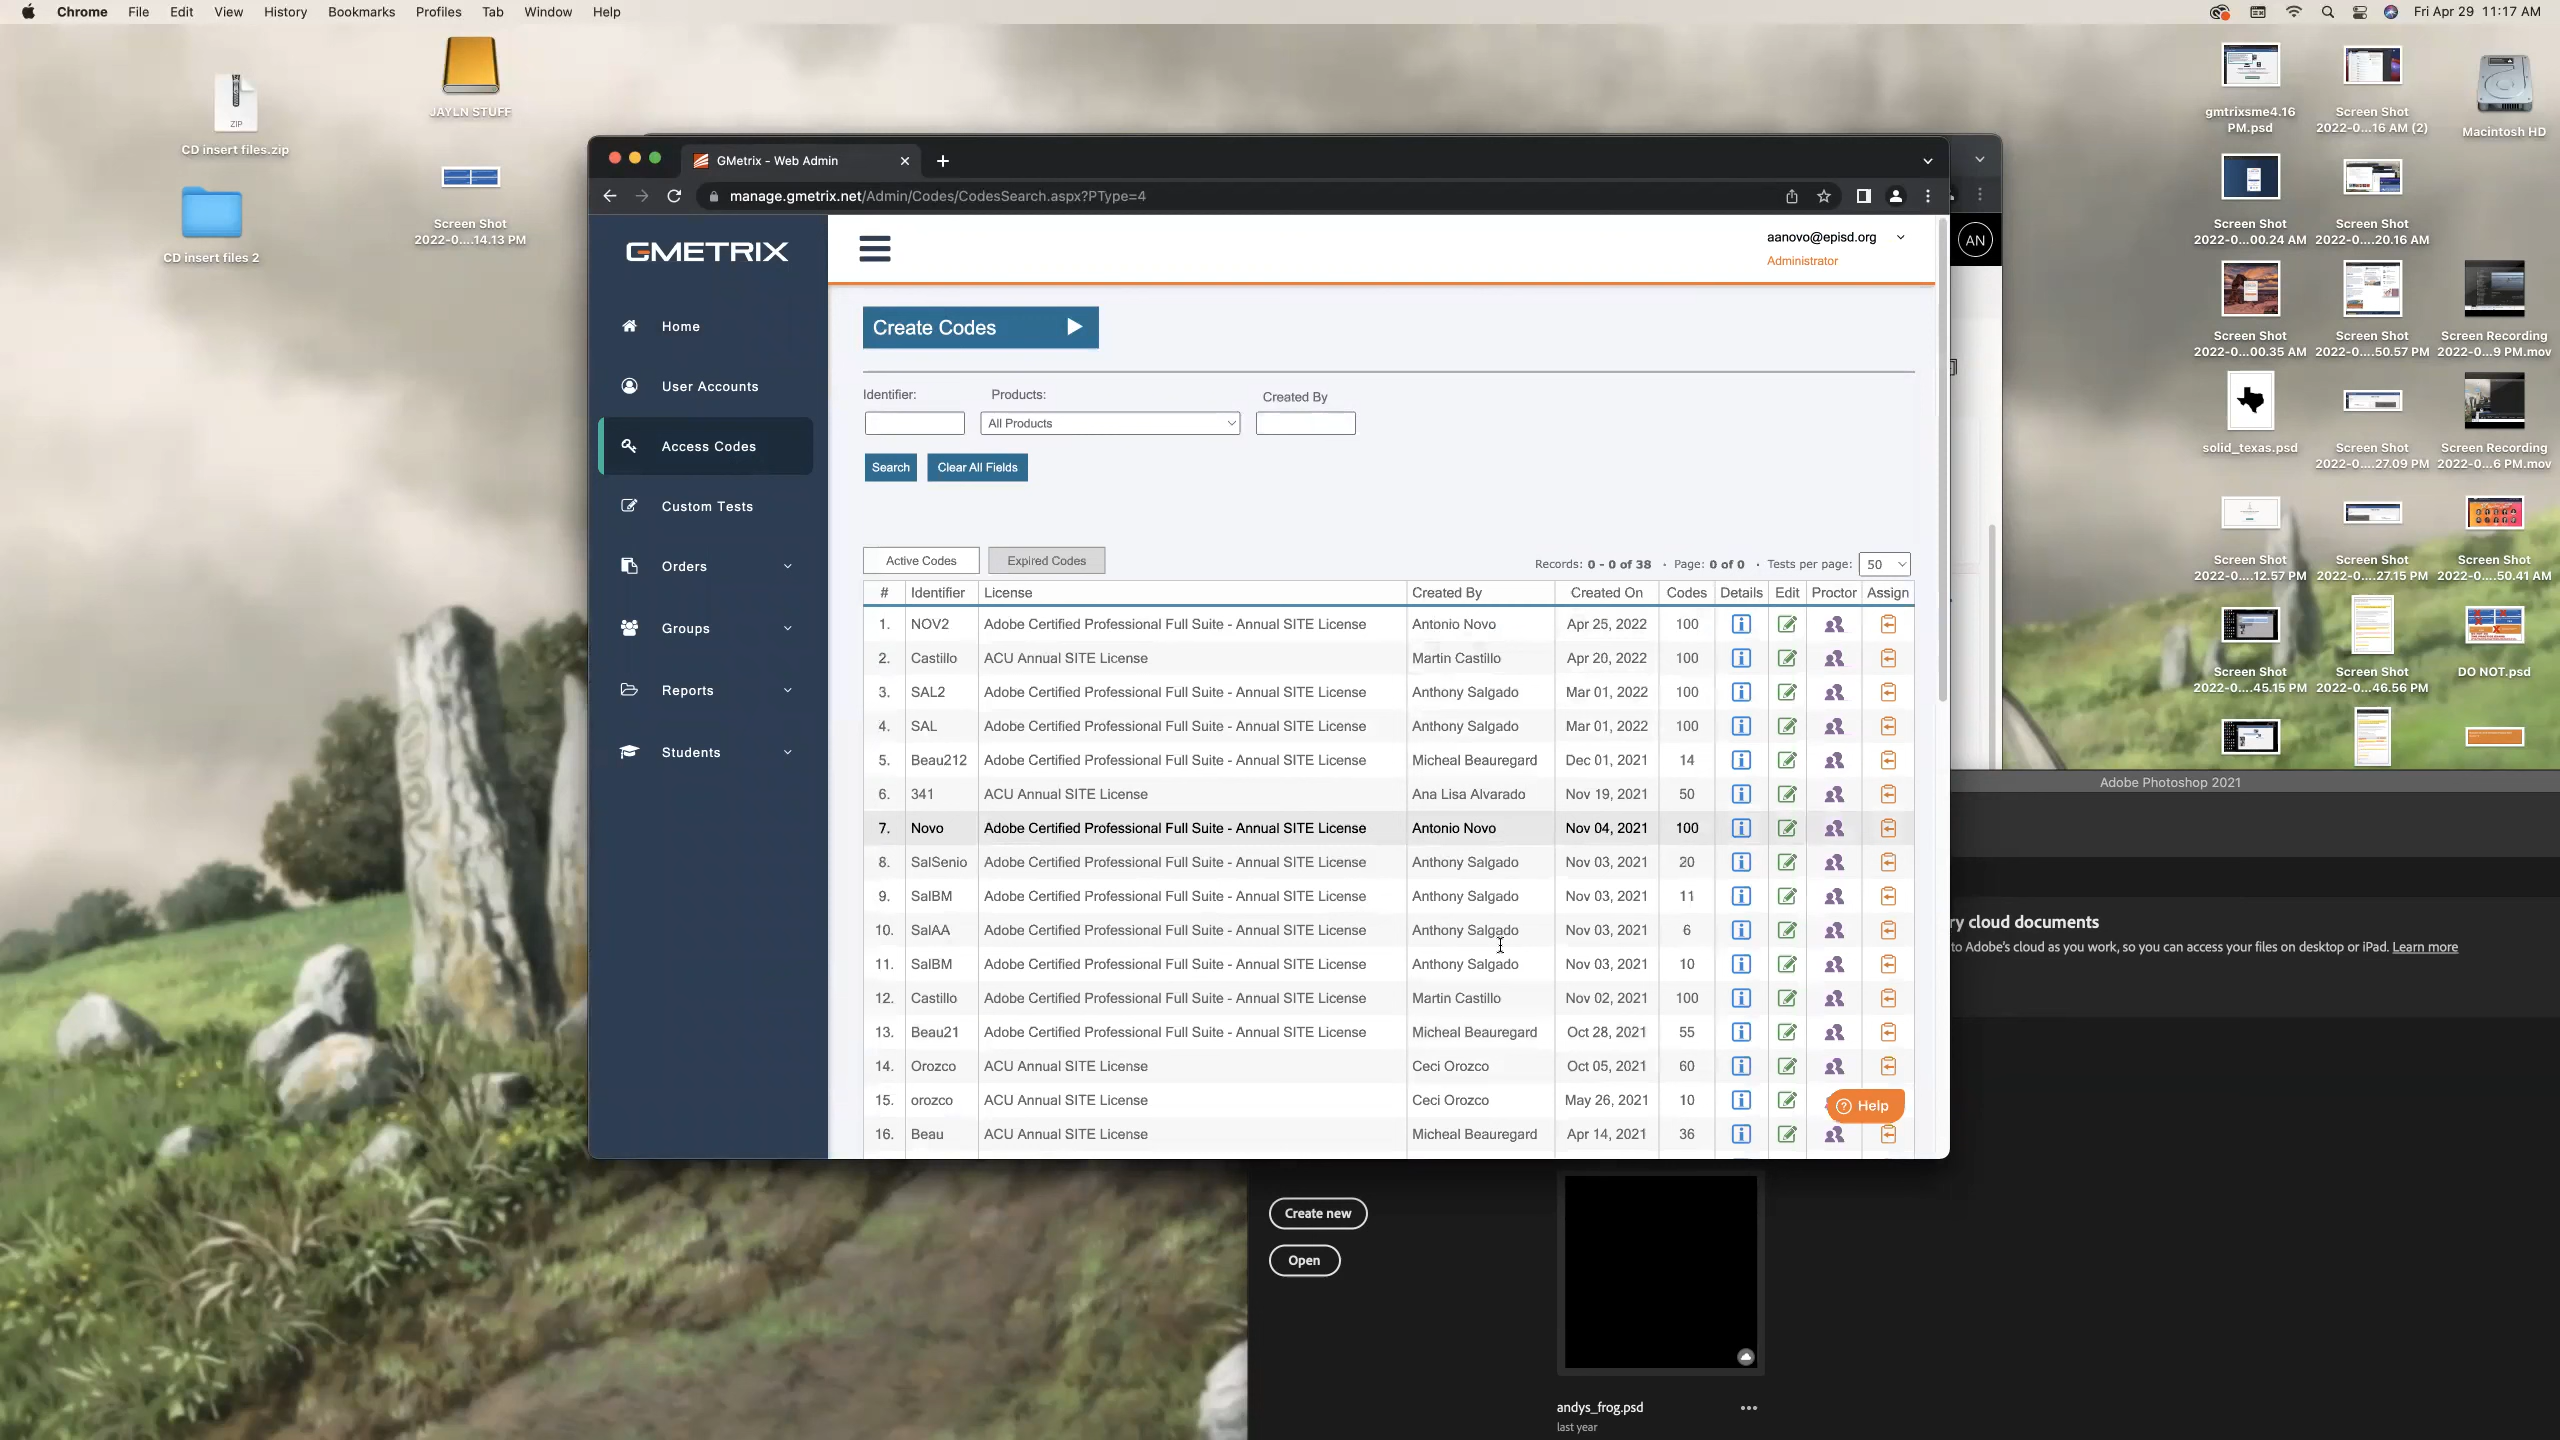 Chrome File Edit View History Bookmarks Profiles Tab Window Help
Fri Apr 29 11:17 AM
ZIP
CD insert files.zip
JAYLN STUFF
CD insert files 2
Screen Shot
2022-0....14.13 PM
GMetrix - Web Admin
manage.gmetrix.net/Admin/Codes/CodesSearch.aspx?PType=4
GMETRIX
Home
User Accounts
Access Codes
Custom Tests
Orders
Groups
Reports
Students
aanovo@episd.org
Administrator
AN
Create Codes
Identifier: Products: Created By
All Products
Search Clear All Fields
Active Codes Expired Codes
Records: 0 - 0 of 38 · Page: 0 of 0 · Tests per page: 50
# Identifier License Created By Created On Codes Details Edit Proctor Assign
1. NOV2 Adobe Certified Professional Full Suite - Annual SITE License Antonio Novo Apr 25, 2022 100
2. Castillo ACU Annual SITE License Martin Castillo Apr 20, 2022 100
3. SAL2 Adobe Certified Professional Full Suite - Annual SITE License Anthony Salgado Mar 01, 2022 100
4. SAL Adobe Certified Professional Full Suite - Annual SITE License Anthony Salgado Mar 01, 2022 100
5. Beau212 Adobe Certified Professional Full Suite - Annual SITE License Micheal Beauregard Dec 01, 2021 14
6. 341 ACU Annual SITE License Ana Lisa Alvarado Nov 19, 2021 50
7. Novo Adobe Certified Professional Full Suite - Annual SITE License Antonio Novo Nov 04, 2021 100
8. SalSenio Adobe Certified Professional Full Suite - Annual SITE License Anthony Salgado Nov 03, 2021 20
9. SalBM Adobe Certified Professional Full Suite - Annual SITE License Anthony Salgado Nov 03, 2021 11
10. SalAA Adobe Certified Professional Full Suite - Annual SITE License Anthony Salgado Nov 03, 2021 6
11. SalBM Adobe Certified Professional Full Suite - Annual SITE License Anthony Salgado Nov 03, 2021 10
12. Castillo Adobe Certified Professional Full Suite - Annual SITE License Martin Castillo Nov 02, 2021 100
13. Beau21 Adobe Certified Professional Full Suite - Annual SITE License Micheal Beauregard Oct 28, 2021 55
14. Orozco ACU Annual SITE License Ceci Orozco Oct 05, 2021 60
15. orozco ACU Annual SITE License Ceci Orozco May 26, 2021 10
16. Beau ACU Annual SITE License Micheal Beauregard Apr 14, 2021 36
Help
gmtrixsme4.16
PM.psd
Screen Shot
2022-0...16 AM (2)
Macintosh HD
Screen Shot
2022-0...00.24 AM
Screen Shot
2022-0....20.16 AM
Screen Shot
2022-0...00.35 AM
Screen Shot
2022-0....50.57 PM
Screen Recording
2022-0...9 PM.mov
solid_texas.psd
Screen Shot
2022-0....27.09 PM
Screen Recording
2022-0...6 PM.mov
Screen Shot
2022-0....12.57 PM
Screen Shot
2022-0....27.15 PM
Screen Shot
2022-0....50.41 AM
Screen Shot
2022-0....45.15 PM
Screen Shot
2022-0...46.56 PM
DO NOT.psd
Adobe Photoshop 2021
ry cloud documents
to Adobe's cloud as you work, so you can access your files on desktop or iPad. Learn more
Create new
Open
andys_frog.psd
last year